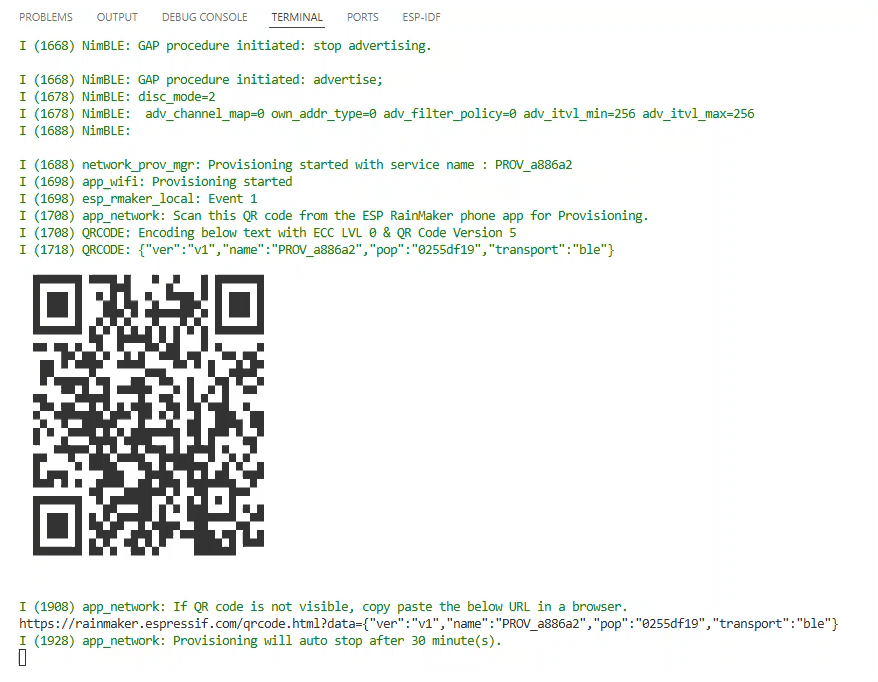 PROBLEMS OUTPUT DEBUG CONSOLE TERMINAL PORTS ESP-IDF
I (1668) NimBLE: GAP procedure initiated: stop advertising.
I (1668) NimBLE: GAP procedure initiated: advertise;
I (1678) NimBLE: disc_mode=2
I (1678) NimBLE:  adv_channel_map=0 own_addr_type=0 adv_filter_policy=0 adv_itvl_min=256 adv_itvl_max=256
I (1688) NimBLE:
I (1688) network_prov_mgr: Provisioning started with service name : PROV_a886a2
I (1698) app_wifi: Provisioning started
I (1698) esp_rmaker_local: Event 1
I (1708) app_network: Scan this QR code from the ESP RainMaker phone app for Provisioning.
I (1708) QRCODE: Encoding below text with ECC LVL 0 & QR Code Version 5
I (1718) QRCODE: {"ver":"v1","name":"PROV_a886a2","pop":"0255df19","transport":"ble"}
I (1908) app_network: If QR code is not visible, copy paste the below URL in a browser.
https://rainmaker.espressif.com/qrcode.html?data={"ver":"v1","name":"PROV_a886a2","pop":"0255df19","transport":"ble"}
I (1928) app_network: Provisioning will auto stop after 30 minute(s).